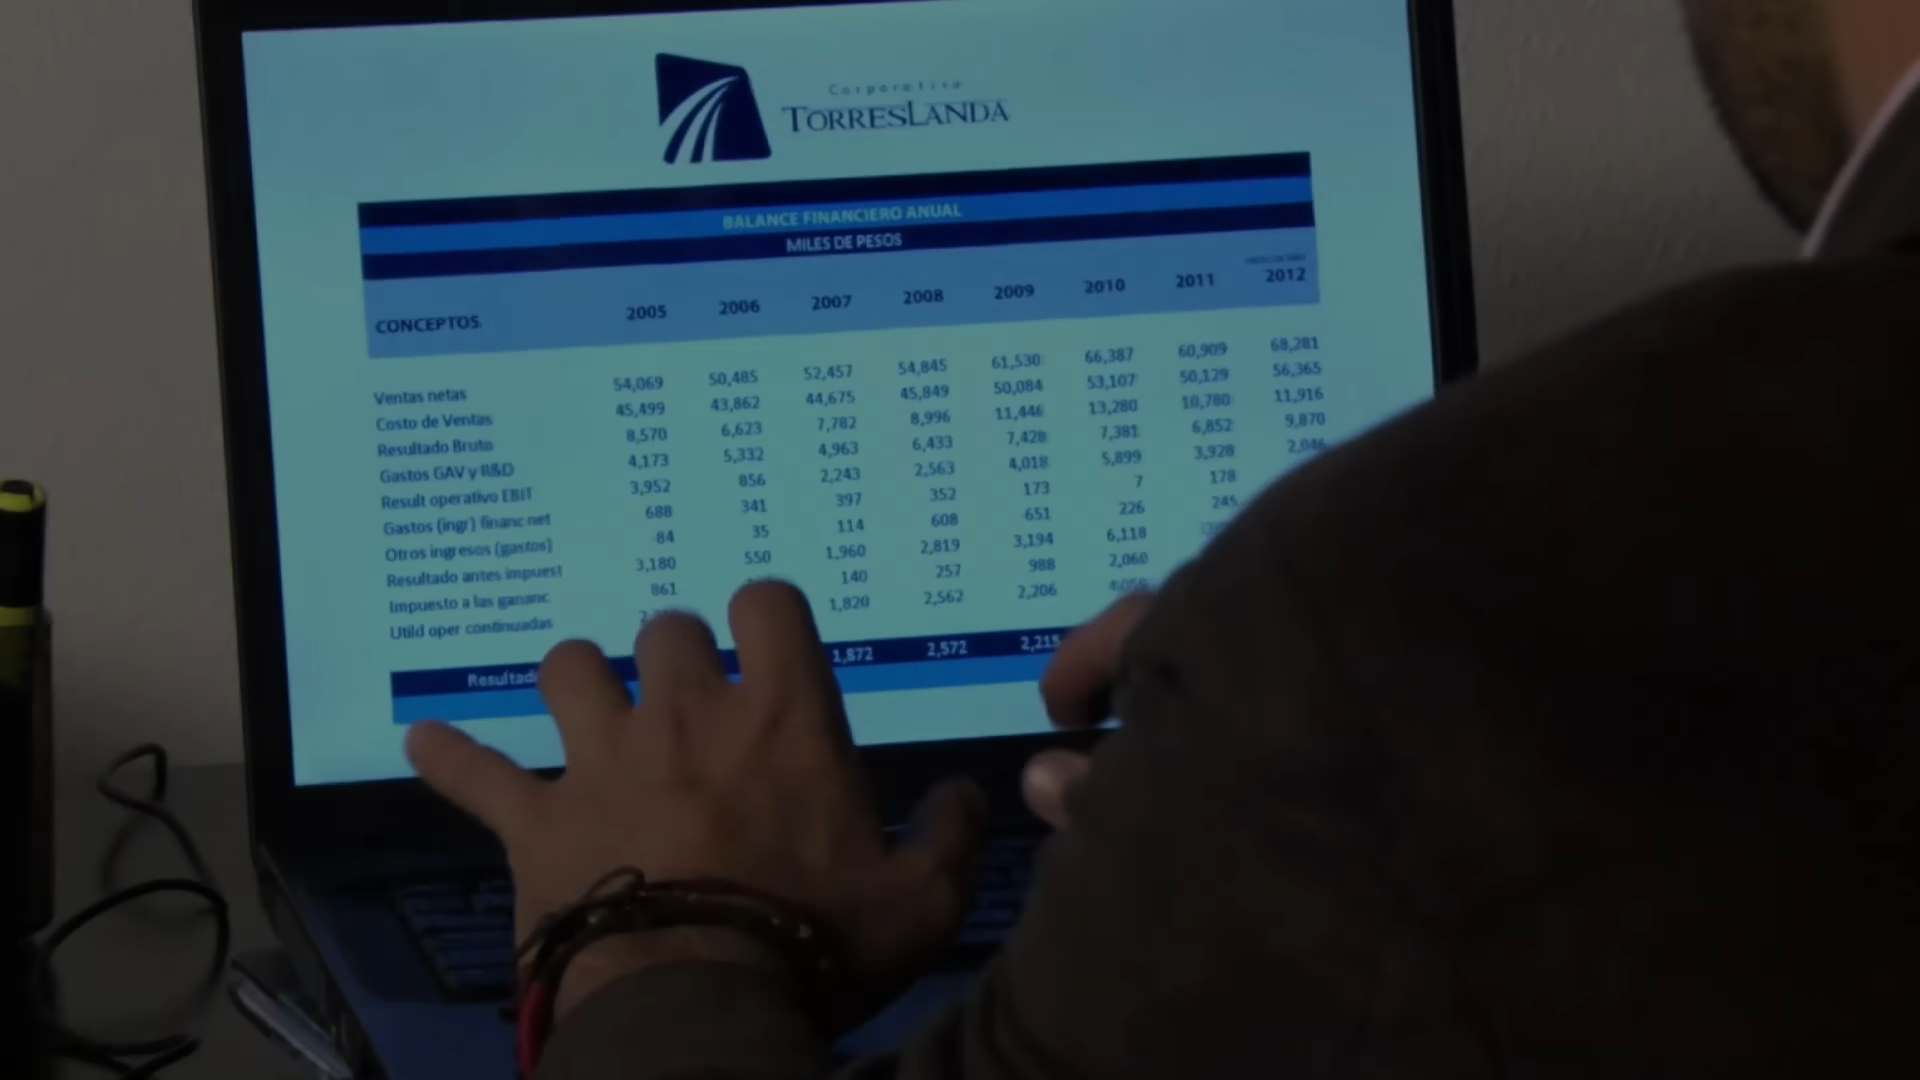 Corporativo
TORRESLANDA
BALANCE FINANCIERO ANUAL
MILES DE PESOS
CONCEPTOS 2005 2006 2007 2008 2009 2010 2011 2012
Ventas netas 54,069 50,485 52,457 54,845 61,530 66,387 60,909 68,281
Costo de Ventas 45,499 43,862 44,675 45,849 50,084 53,107 50,129 56,365
Resultado Bruto 8,570 6,623 7,782 8,996 11,446 13,280 10,780 11,916
Gastos GAV y R&D 4,173 5,332 4,963 6,433 7,428 7,381 6,852 9,870
Result operativo EBIT 3,952 856 2,243 2,563 4,018 5,899 3,928 2,046
Gastos (ingr) financ net 688 341 397 352 173 7 178
Otros ingresos (gastos) -84 35 114 608 -651 226 245
Resultado antes impuest 3,180 550 1,960 2,819 3,194 6,118
Impuesto a las gananc 861 140 257 988 2,060
Utild oper continuadas 1,820 2,562 2,206
1,872 2,572 2,215